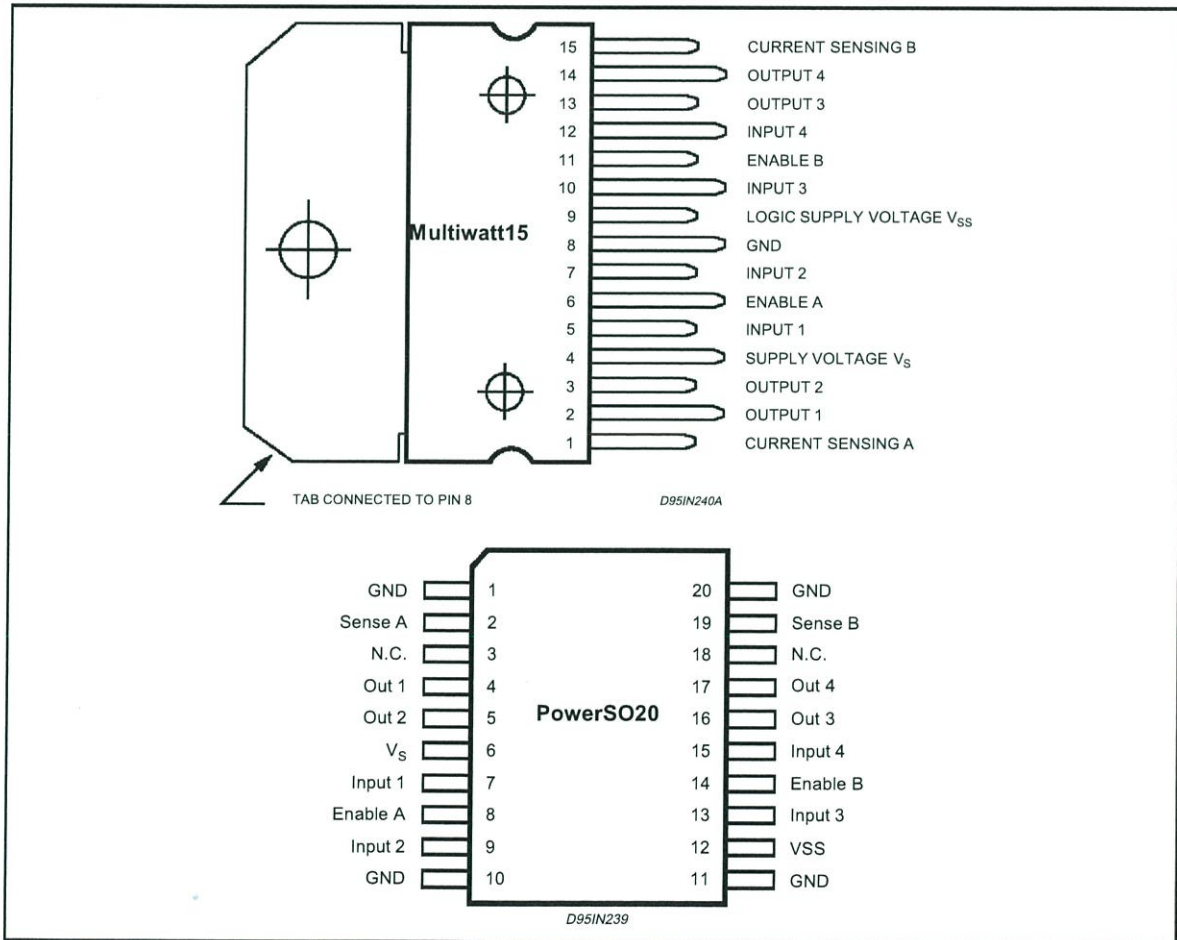 15 CURRENT SENSING B
14 OUTPUT 4
13 OUTPUT 3
12 INPUT 4
11 ENABLE B
10 INPUT 3
9 LOGIC SUPPLY VOLTAGE VSS
Multiwatt15
8 GND
7 INPUT 2
6 ENABLE A
5 INPUT 1
4 SUPPLY VOLTAGE VS
3 OUTPUT 2
2 OUTPUT 1
1 CURRENT SENSING A
TAB CONNECTED TO PIN 8
D95IN240A
GND 1 20 GND
Sense A 2 19 Sense B
N.C. 3 18 N.C.
Out 1 4 17 Out 4
PowerSO20
Out 2 5 16 Out 3
VS 6 15 Input 4
Input 1 7 14 Enable B
Enable A 8 13 Input 3
Input 2 9 12 VSS
GND 10 11 GND
D95IN239